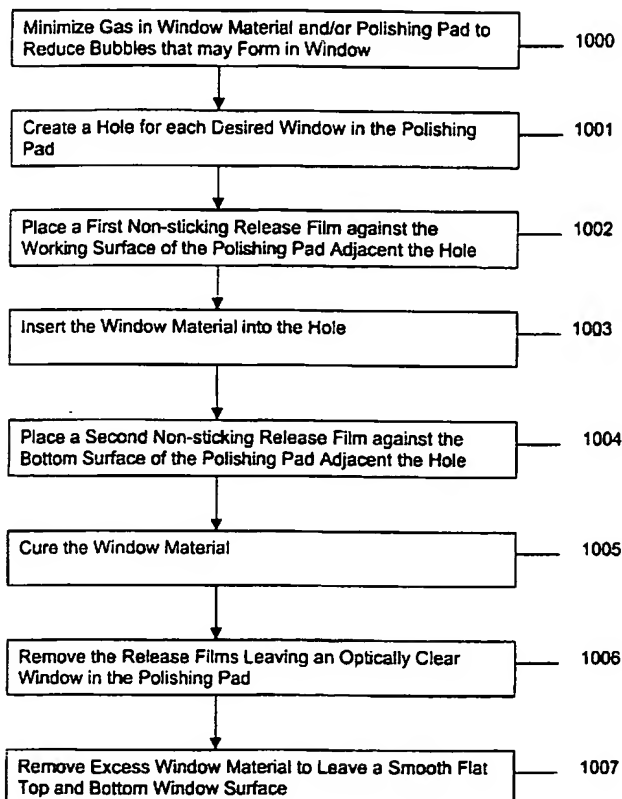 Minimize Gas in Window Material and/or Polishing Pad to
Reduce Bubbles that may Form in Window
1000
Create a Hole for each Desired Window in the Polishing
Pad
1001
Place a First Non-sticking Release Film against the
Working Surface of the Polishing Pad Adjacent the Hole
1002
Insert the Window Material into the Hole
1003
Place a Second Non-sticking Release Film against the
Bottom Surface of the Polishing Pad Adjacent the Hole
1004
Cure the Window Material
1005
Remove the Release Films Leaving an Optically Clear
Window in the Polishing Pad
1006
Remove Excess Window Material to Leave a Smooth Flat
Top and Bottom Window Surface
1007